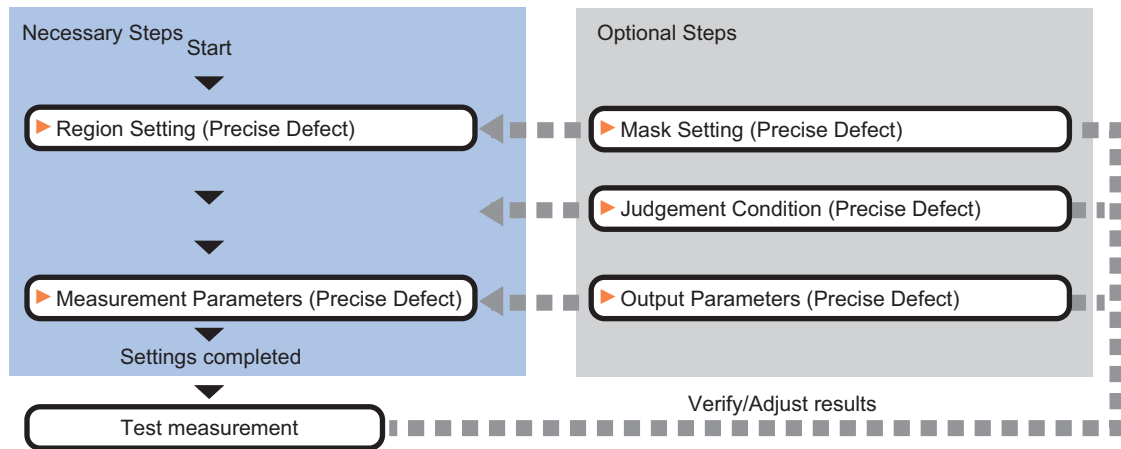 Necessary Steps
Start
Region Setting (Precise Defect)
Measurement Parameters (Precise Defect)
Settings completed
Test measurement
Optional Steps
Mask Setting (Precise Defect)
Judgement Condition (Precise Defect)
Output Parameters (Precise Defect)
Verify/Adjust results